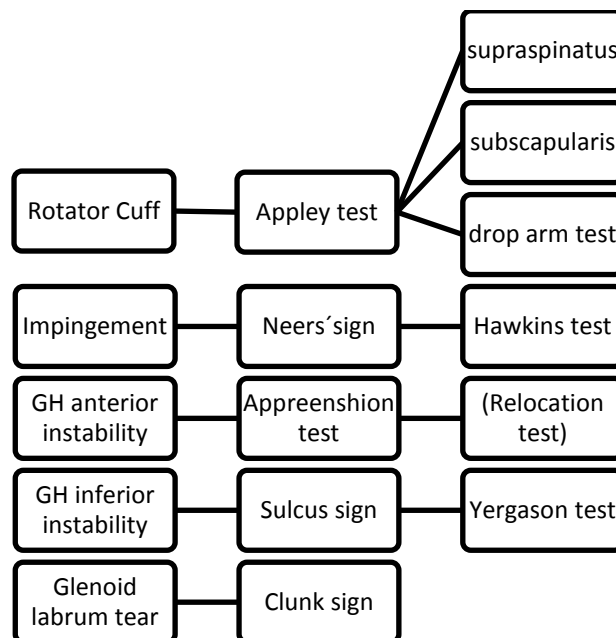 supraspinatus
subscapularis
Rotator Cuff
Appley test
drop arm test
Impingement
Neers´sign
Hawkins test
GH anterior
instability
Appreenshion
test
(Relocation
test)
GH inferior
instability
Sulcus sign
Yergason test
Glenoid
labrum tear
Clunk sign